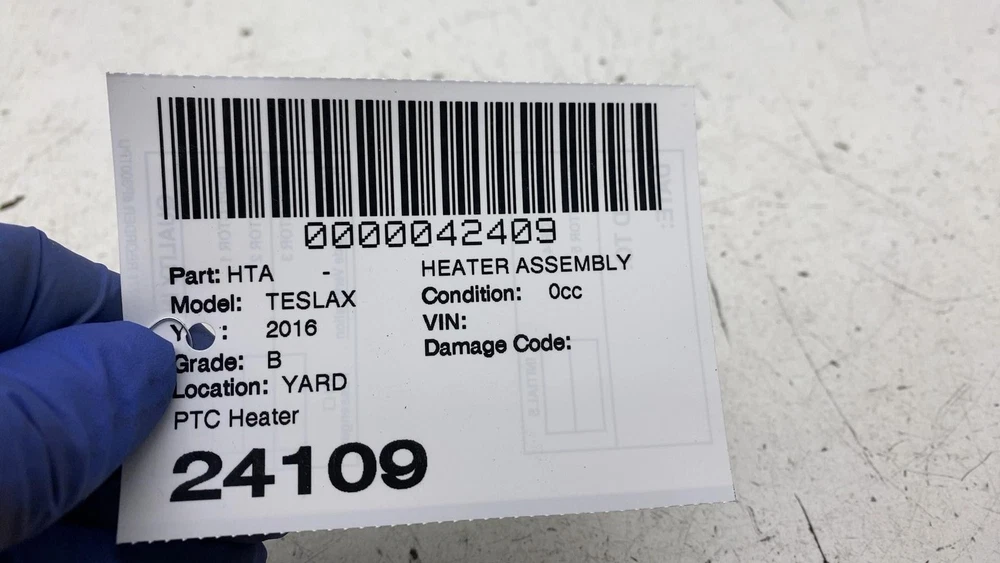 0000042409
Part: HTA - HEATER ASSEMBLY
Model: TESLAX Condition: 0cc
Y : 2016 VIN:
Grade: B Damage Code:
Location: YARD
PTC Heater
24109